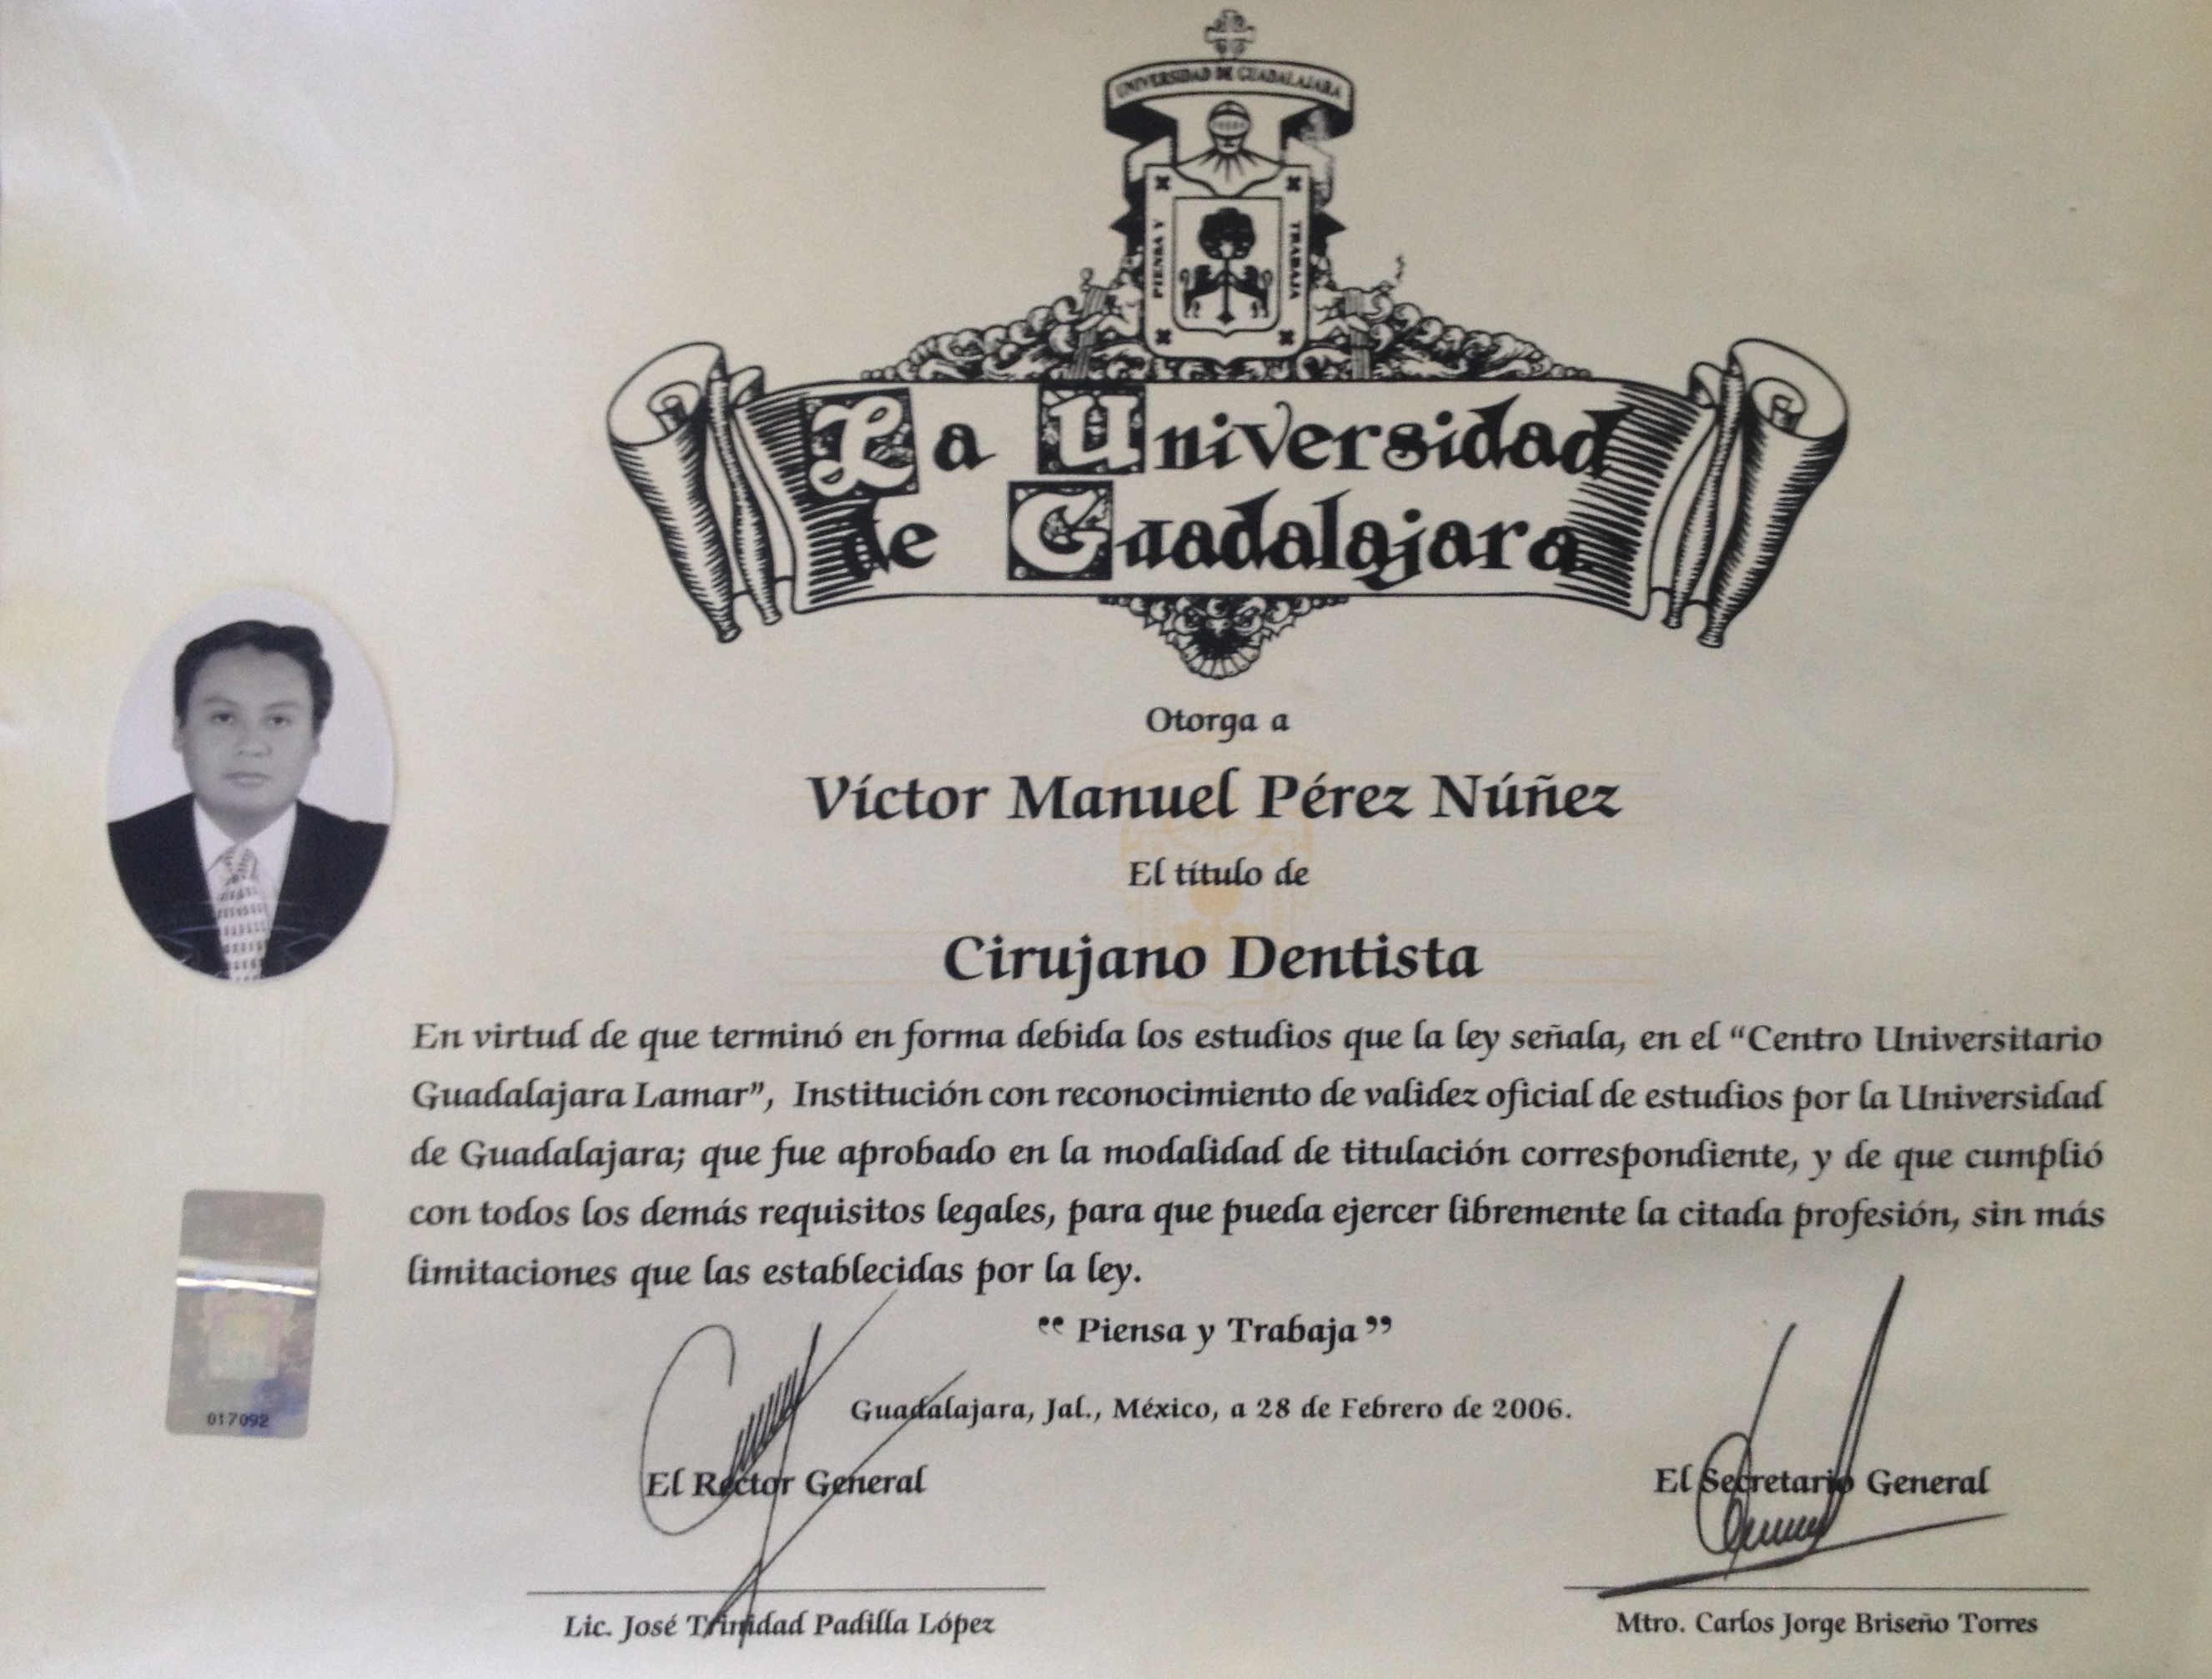 UNIVERSIDAD DE GUADALAJARA
PIENSA Y
TRABAJA
La Universidad
de Guadalajara
Otorga a
Víctor Manuel Pérez Núñez
El título de
Cirujano Dentista
En virtud de que terminó en forma debida los estudios que la ley señala, en el “Centro Universitario
Guadalajara Lamar”, Institución con reconocimiento de validez oficial de estudios por la Universidad
de Guadalajara; que fue aprobado en la modalidad de titulación correspondiente, y de que cumplió
con todos los demás requisitos legales, para que pueda ejercer libremente la citada profesión, sin más
limitaciones que las establecidas por la ley.
“ Piensa y Trabaja ”
Guadalajara, Jal., México, a 28 de Febrero de 2006.
017092
El Rector General
El Secretario General
Lic. José Trinidad Padilla López
Mtro. Carlos Jorge Briseño Torres